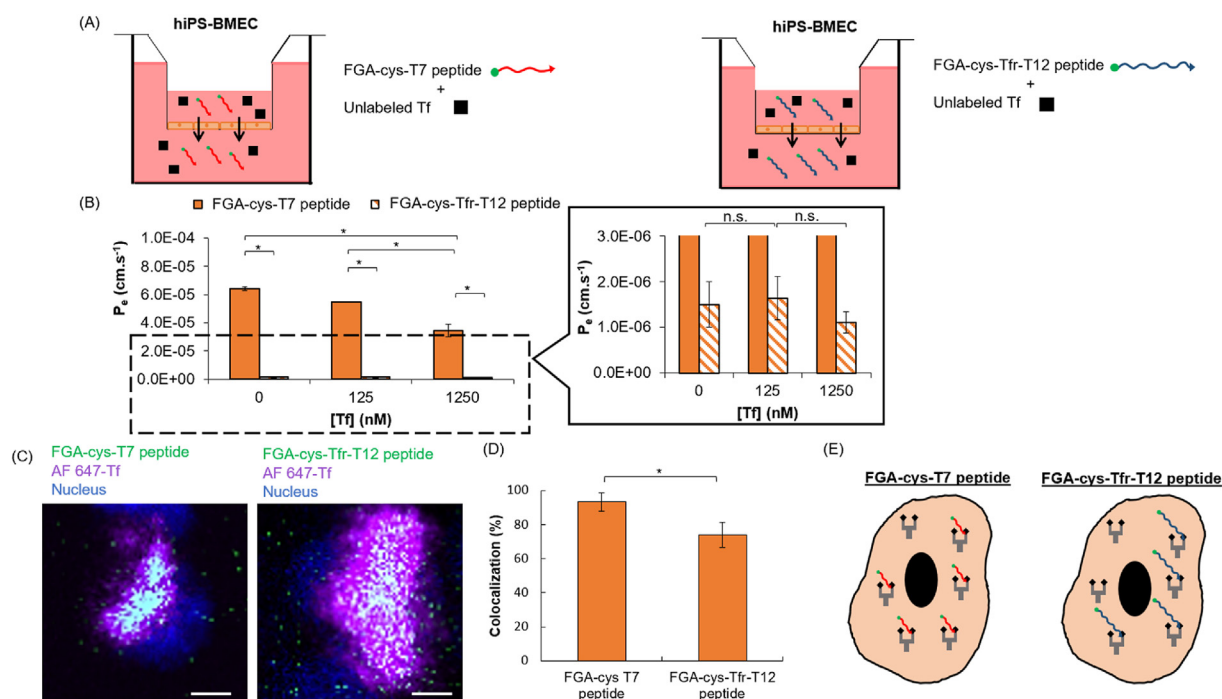 (A)
hiPS-BMEC
FGA-cys-T7 peptide
+
Unlabeled Tf
hiPS-BMEC
FGA-cys-Tfr-T12 peptide
+
Unlabeled Tf
(B)
FGA-cys-T7 peptide
FGA-cys-Tfr-T12 peptide
Pe (cm.s-1)
1.0E-04
8.0E-05
6.0E-05
4.0E-05
2.0E-05
0.0E+00
*
*
*
*
*
0
125
1250
[Tf] (nM)
Pe (cm.s-1)
3.0E-06
2.0E-06
1.0E-06
0.0E+00
n.s.
n.s.
0
125
1250
[Tf] (nM)
(C)
FGA-cys-T7 peptide
AF 647-Tf
Nucleus
FGA-cys-Tfr-T12 peptide
AF 647-Tf
Nucleus
(D)
Colocalization (%)
100
80
60
40
20
0
*
FGA-cys T7
peptide
FGA-cys-Tfr-T12
peptide
(E)
FGA-cys-T7 peptide
FGA-cys-Tfr-T12 peptide